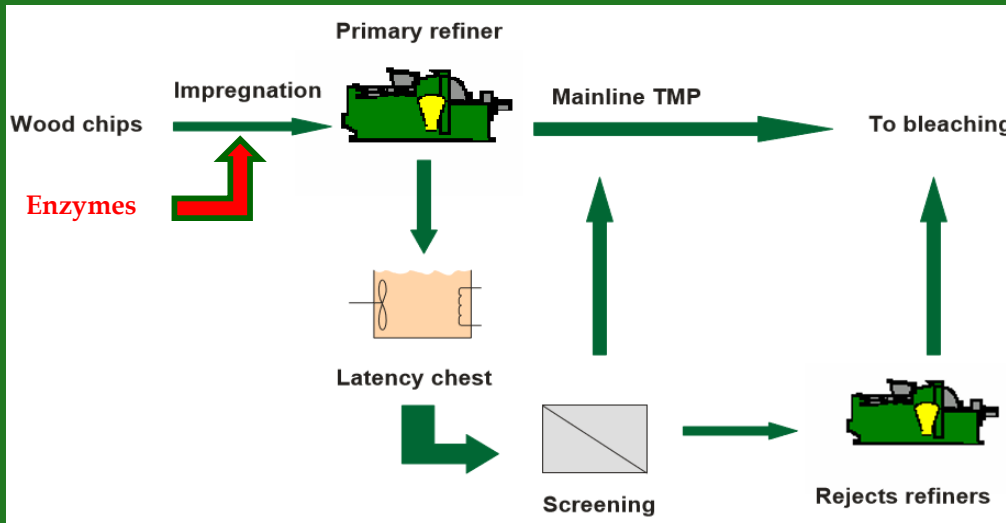 Primary refiner
Impregnation
Mainline TMP
Wood chips
To bleaching
Enzymes
Latency chest
Screening
Rejects refiners